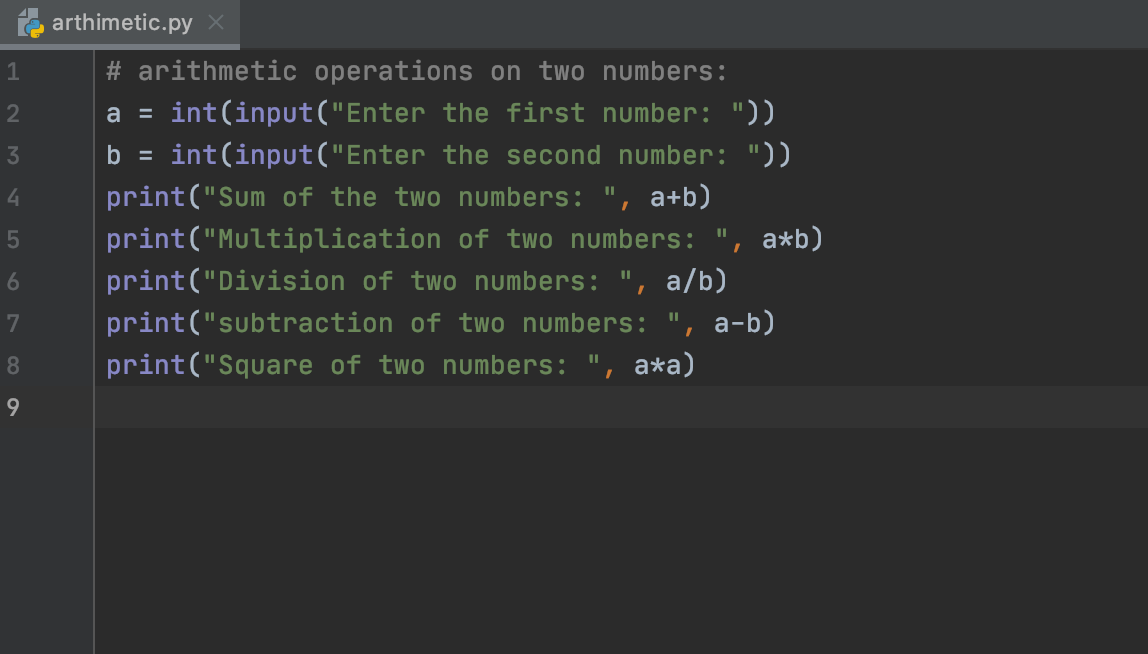 arthimetic.py
1 # arithmetic operations on two numbers:
2 a = int(input("Enter the first number: "))
3 b = int(input("Enter the second number: "))
4 print("Sum of the two numbers: ", a+b)
5 print("Multiplication of two numbers: ", a*b)
6 print("Division of two numbers: ", a/b)
7 print("subtraction of two numbers: ", a-b)
8 print("Square of two numbers: ", a*a)
9